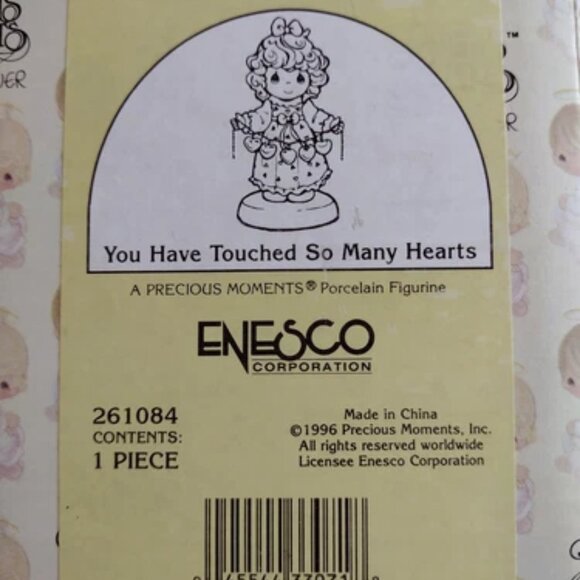 You Have Touched So Many Hearts
A PRECIOUS MOMENTS® Porcelain Figurine
ENESCO
CORPORATION
261084
CONTENTS:
1 PIECE
Made in China
©1996 Precious Moments, Inc.
All rights reserved worldwide
Licensee Enesco Corporation
™